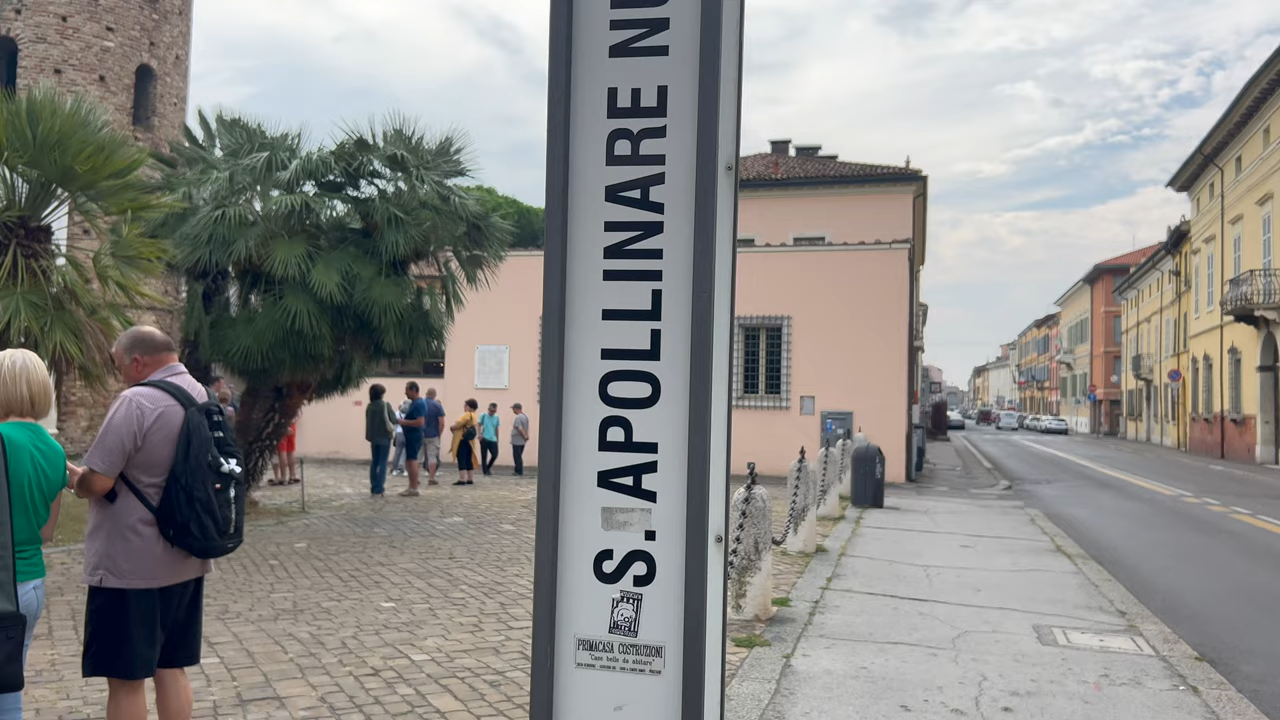 S. APOLLINARE NU
PRIMACASA COSTRUZIONI
"Case belle da abitare"